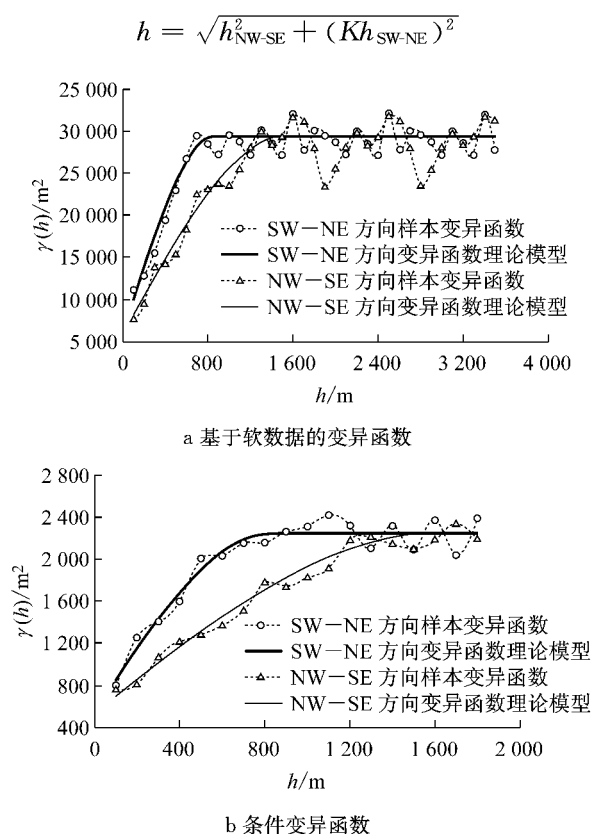 h = √(h²_NW-SE + (Kh_SW-NE)²)
25 000
30 000
25 000
20 000
15 000
10 000
5 000
γ(h)/m²
SW—NE 方向样本变异函数
SW—NE 方向变异函数理论模型
NW—SE 方向样本变异函数
NW—SE 方向变异函数理论模型
0 800 1 600 2 400 3 200 4 000
h/m
a 基于软数据的变异函数
2 800
2 400
2 000
1 600
1 200
800
400
γ(h)/m²
SW—NE 方向样本变异函数
SW—NE 方向变异函数理论模型
NW—SE 方向样本变异函数
NW—SE 方向变异函数理论模型
0 400 800 1 200 1 600 2 000
h/m
b 条件变异函数